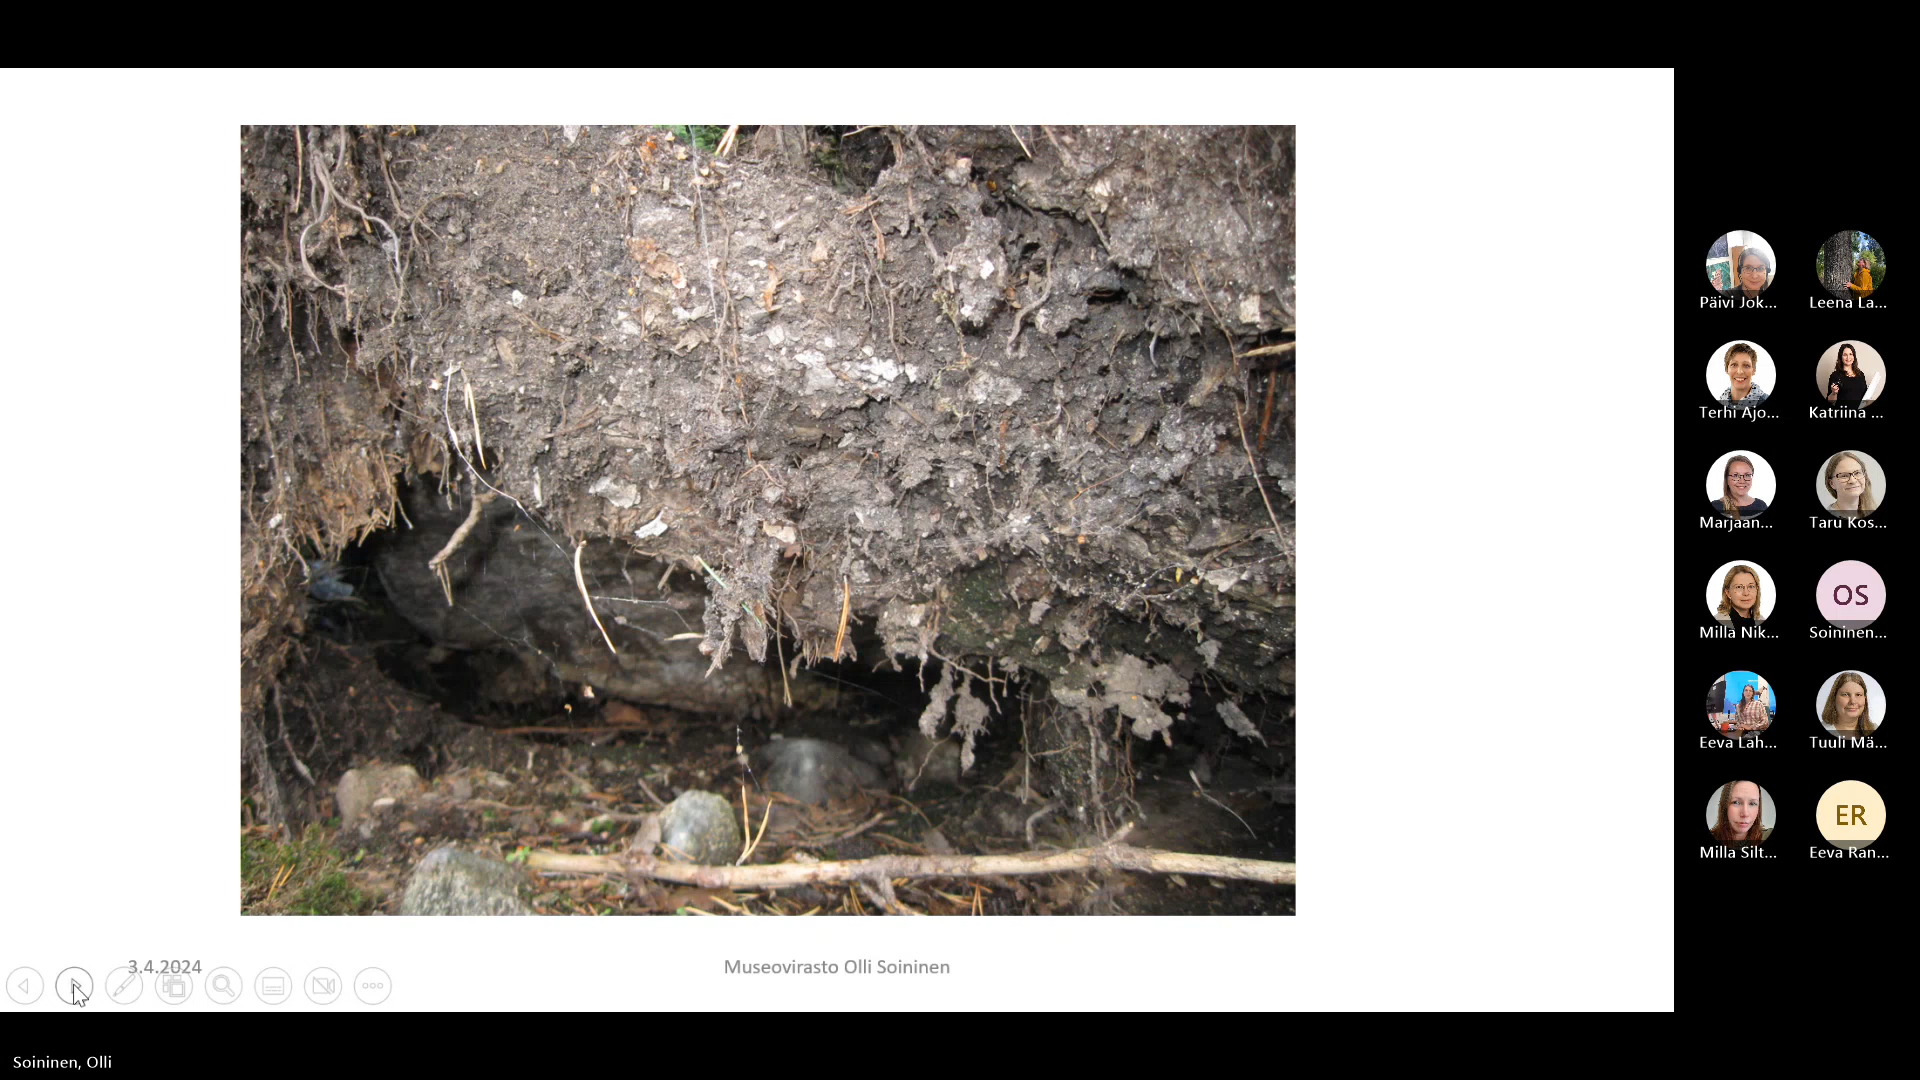 Päivi Jok...
Leena La...
Terhi Ajo...
Katriina ...
Marjaan...
Taru Kos...
Milla Nik...
OS
Soininen...
Eeva Lah...
Tuuli Mä...
Milla Silt...
ER
Eeva Ran...
3.4.2024
Museovirasto Olli Soininen
Soininen, Olli